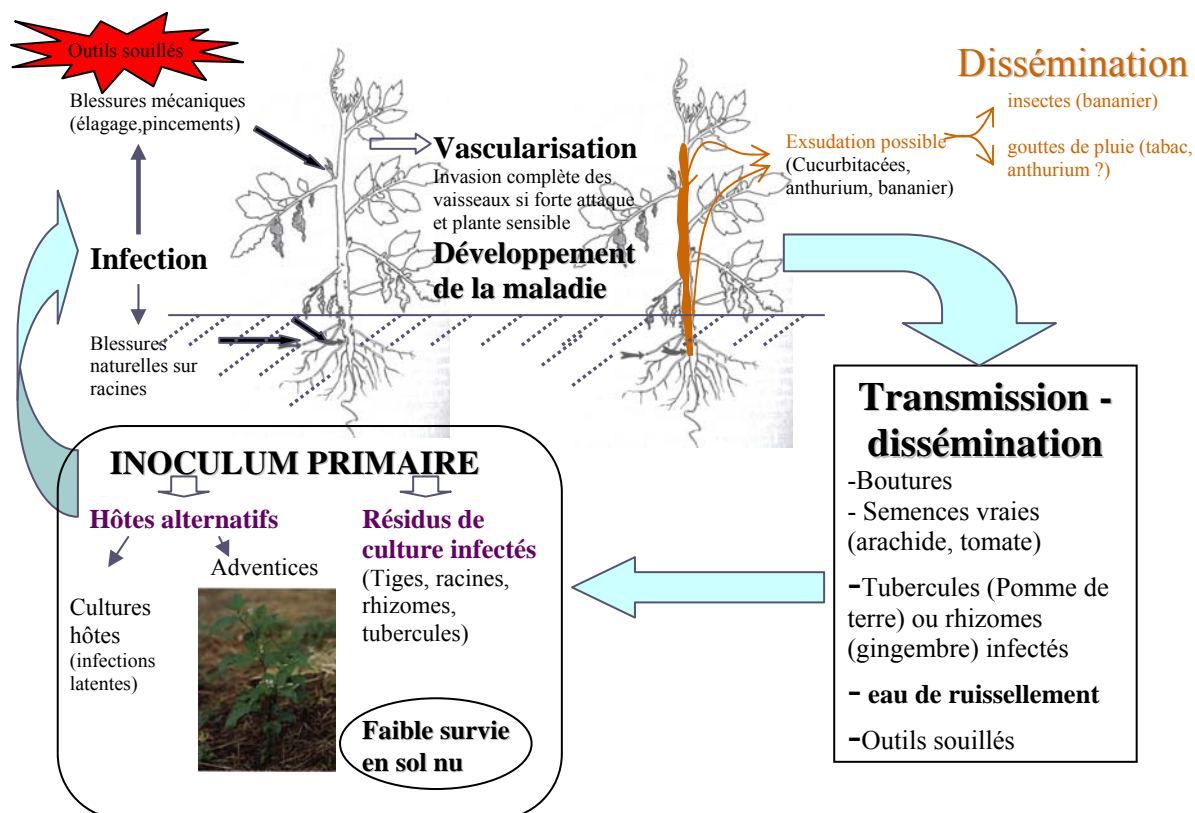 Outils souillés
Blessures mécaniques
(élagage,pincements)
Infection
Blessures
naturelles sur
racines
Vascularisation
Invasion complète des
vaisseaux si forte attaque
et plante sensible
Développement
de la maladie
Dissémination
insectes (bananier)
Exsudation possible
(Cucurbitacées,
anthurium, bananier)
gouttes de pluie (tabac,
anthurium ?)
Transmission -
dissémination
-Boutures
- Semences vraies
(arachide, tomate)
-Tubercules (Pomme de
terre) ou rhizomes
(gingembre) infectés
- eau de ruissellement
-Outils souillés
INOCULUM PRIMAIRE
Hôtes alternatifs
Adventices
Cultures
hôtes
(infections
latentes)
Résidus de
culture infectés
(Tiges, racines,
rhizomes,
tubercules)
Faible survie
en sol nu